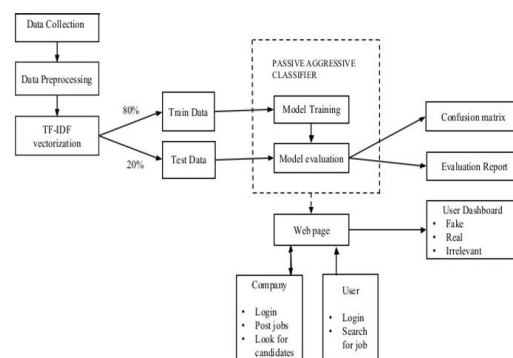 Data Collection
Data Preprocessing
TF-IDF
vectorization
80%
20%
Train Data
Test Data
PASSIVE AGGRESSIVE
CLASSIFIER
Model Training
Model evaluation
Confusion matrix
Evaluation Report
Web page
User Dashboard
• Fake
• Real
• Irrelevant
Company
• Login
• Post jobs
• Look for
candidates
User
• Login
• Search
for job